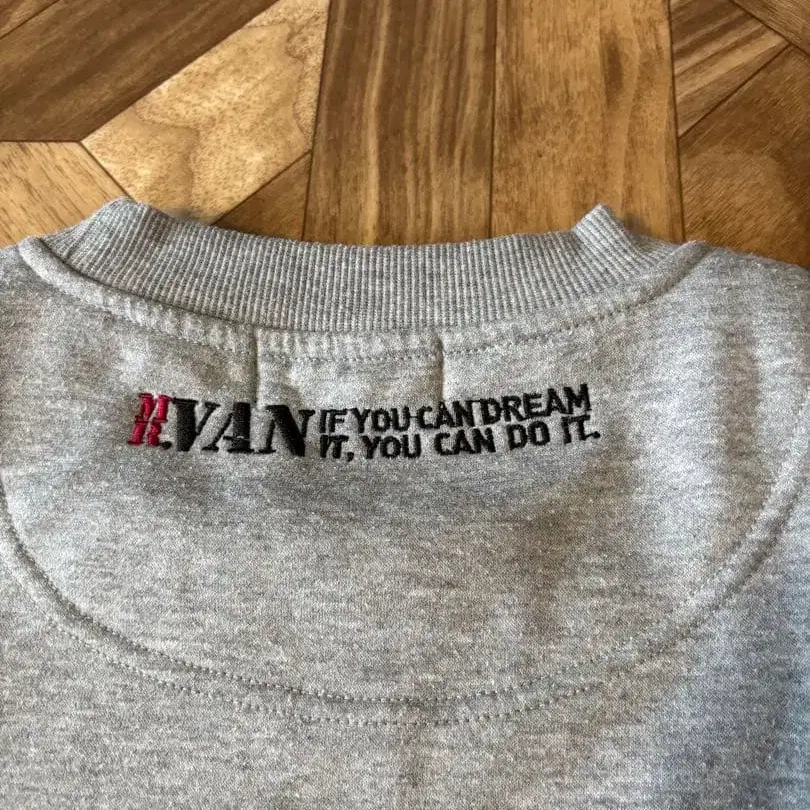 MR.VAN IF YOU CAN DREAM
IT, YOU CAN DO IT.